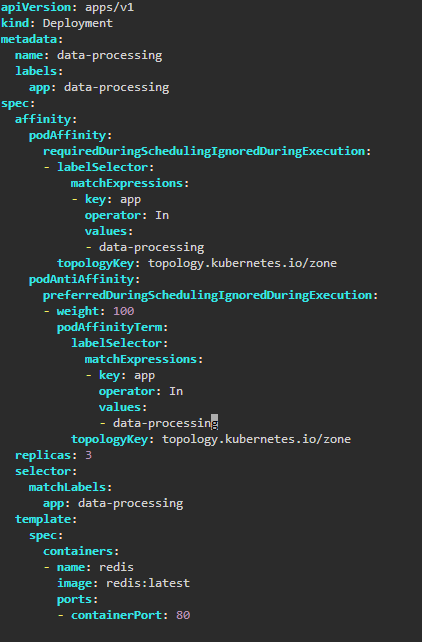 apiVersion: apps/v1
kind: Deployment
metadata:
  name: data-processing
  labels:
    app: data-processing
spec:
  affinity:
    podAffinity:
      requiredDuringSchedulingIgnoredDuringExecution:
      - labelSelector:
          matchExpressions:
          - key: app
            operator: In
            values:
            - data-processing
        topologyKey: topology.kubernetes.io/zone
    podAntiAffinity:
      preferredDuringSchedulingIgnoredDuringExecution:
      - weight: 100
        podAffinityTerm:
          labelSelector:
            matchExpressions:
            - key: app
              operator: In
              values:
              - data-processing
          topologyKey: topology.kubernetes.io/zone
  replicas: 3
  selector:
    matchLabels:
      app: data-processing
  template:
    spec:
      containers:
      - name: redis
        image: redis:latest
        ports:
        - containerPort: 80